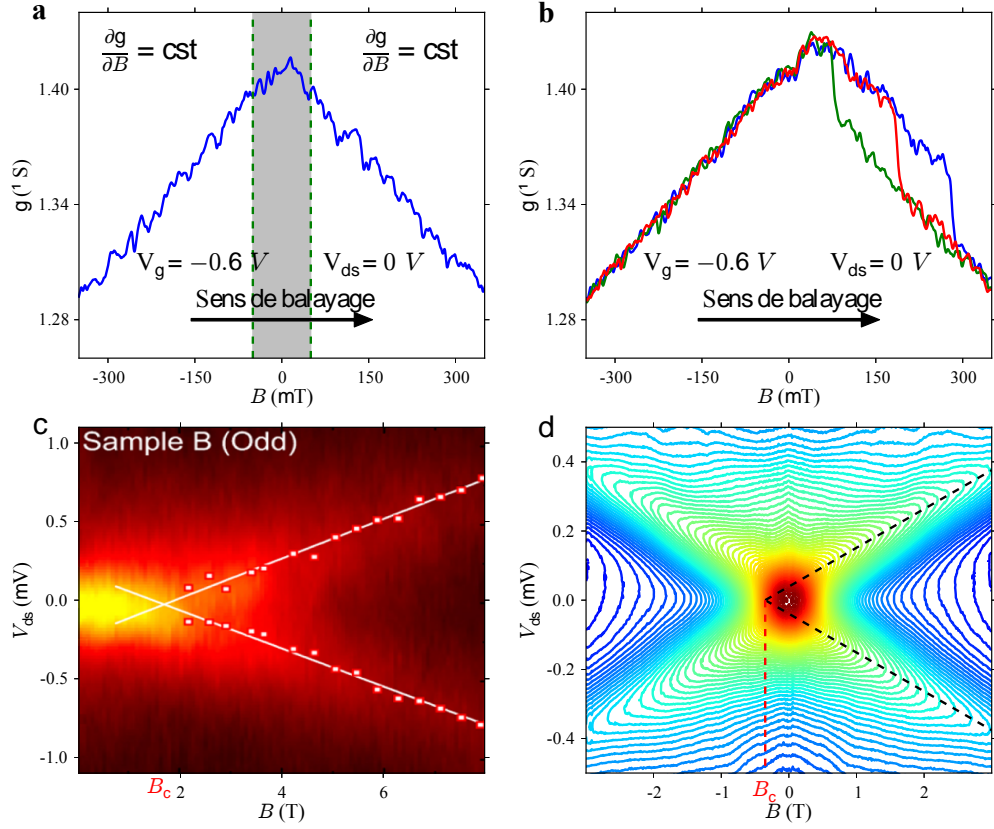 a
∂g/∂B = cst
∂g/∂B = cst
1.40
1.34
1.28
g (¹ S)
V_g = −0.6 V
V_ds = 0 V
Sens de balayage
-300
-150
0
150
300
B (mT)
b
1.40
1.34
1.28
g (¹ S)
V_g = −0.6 V
V_ds = 0 V
Sens de balayage
-300
-150
0
150
300
B (mT)
c
Sample B (Odd)
1.0
0.5
0.0
-0.5
-1.0
V_ds (mV)
B_c
2
4
6
B (T)
d
0.4
0.2
0.0
-0.2
-0.4
V_ds (mV)
-2
-1
B_c
0
1
2
B (T)